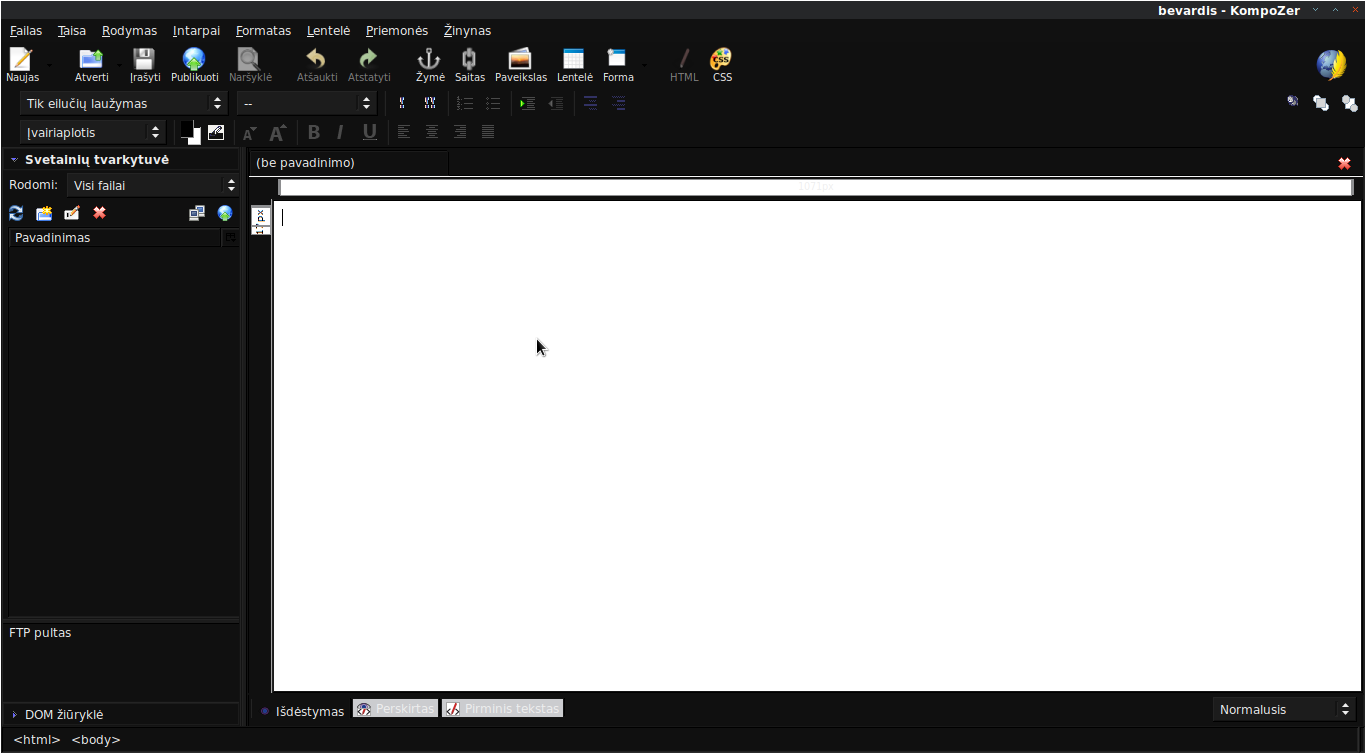 bevardis - KompoZer
Failas Taisa Rodymas Intarpai Formatas Lentelė Priemonės Žinynas
Naujas Atverti Įrašyti Publikuoti Naršyklė Atšaukti Atstatyti Žymė Saitas Paveikslas Lentelė Forma HTML CSS
Tik eilučių laužymas --
Įvairiaplotis B I U
Svetainių tvarkytuvė
(be pavadinimo)
Rodomi: Visi failai
1071px
Pavadinimas
FTP pultas
DOM žiūryklė
Išdėstymas Perskirtas Pirminis tekstas Normalusis
<html> <body>